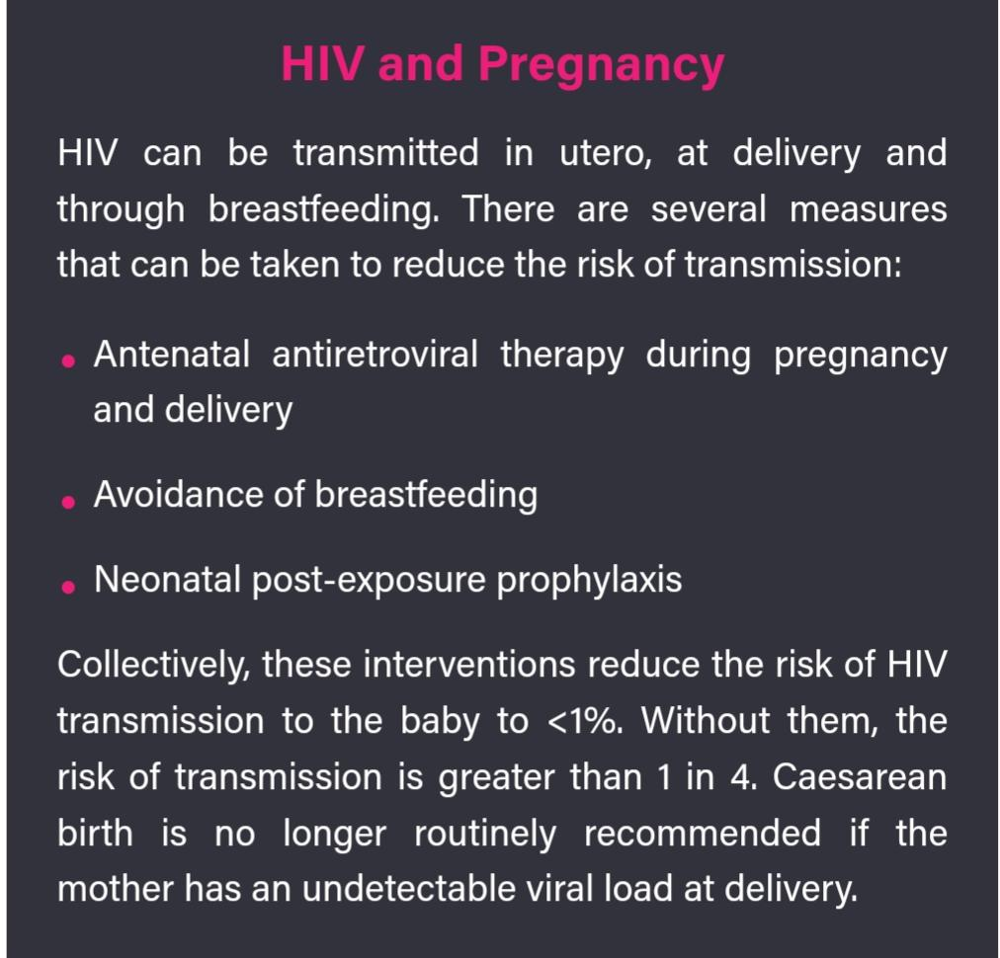 HIV and Pregnancy
HIV can be transmitted in utero, at delivery and
through breastfeeding. There are several measures
that can be taken to reduce the risk of transmission:
• Antenatal antiretroviral therapy during pregnancy
and delivery
• Avoidance of breastfeeding
• Neonatal post-exposure prophylaxis
Collectively, these interventions reduce the risk of HIV
transmission to the baby to <1%. Without them, the
risk of transmission is greater than 1 in 4. Caesarean
birth is no longer routinely recommended if the
mother has an undetectable viral load at delivery.